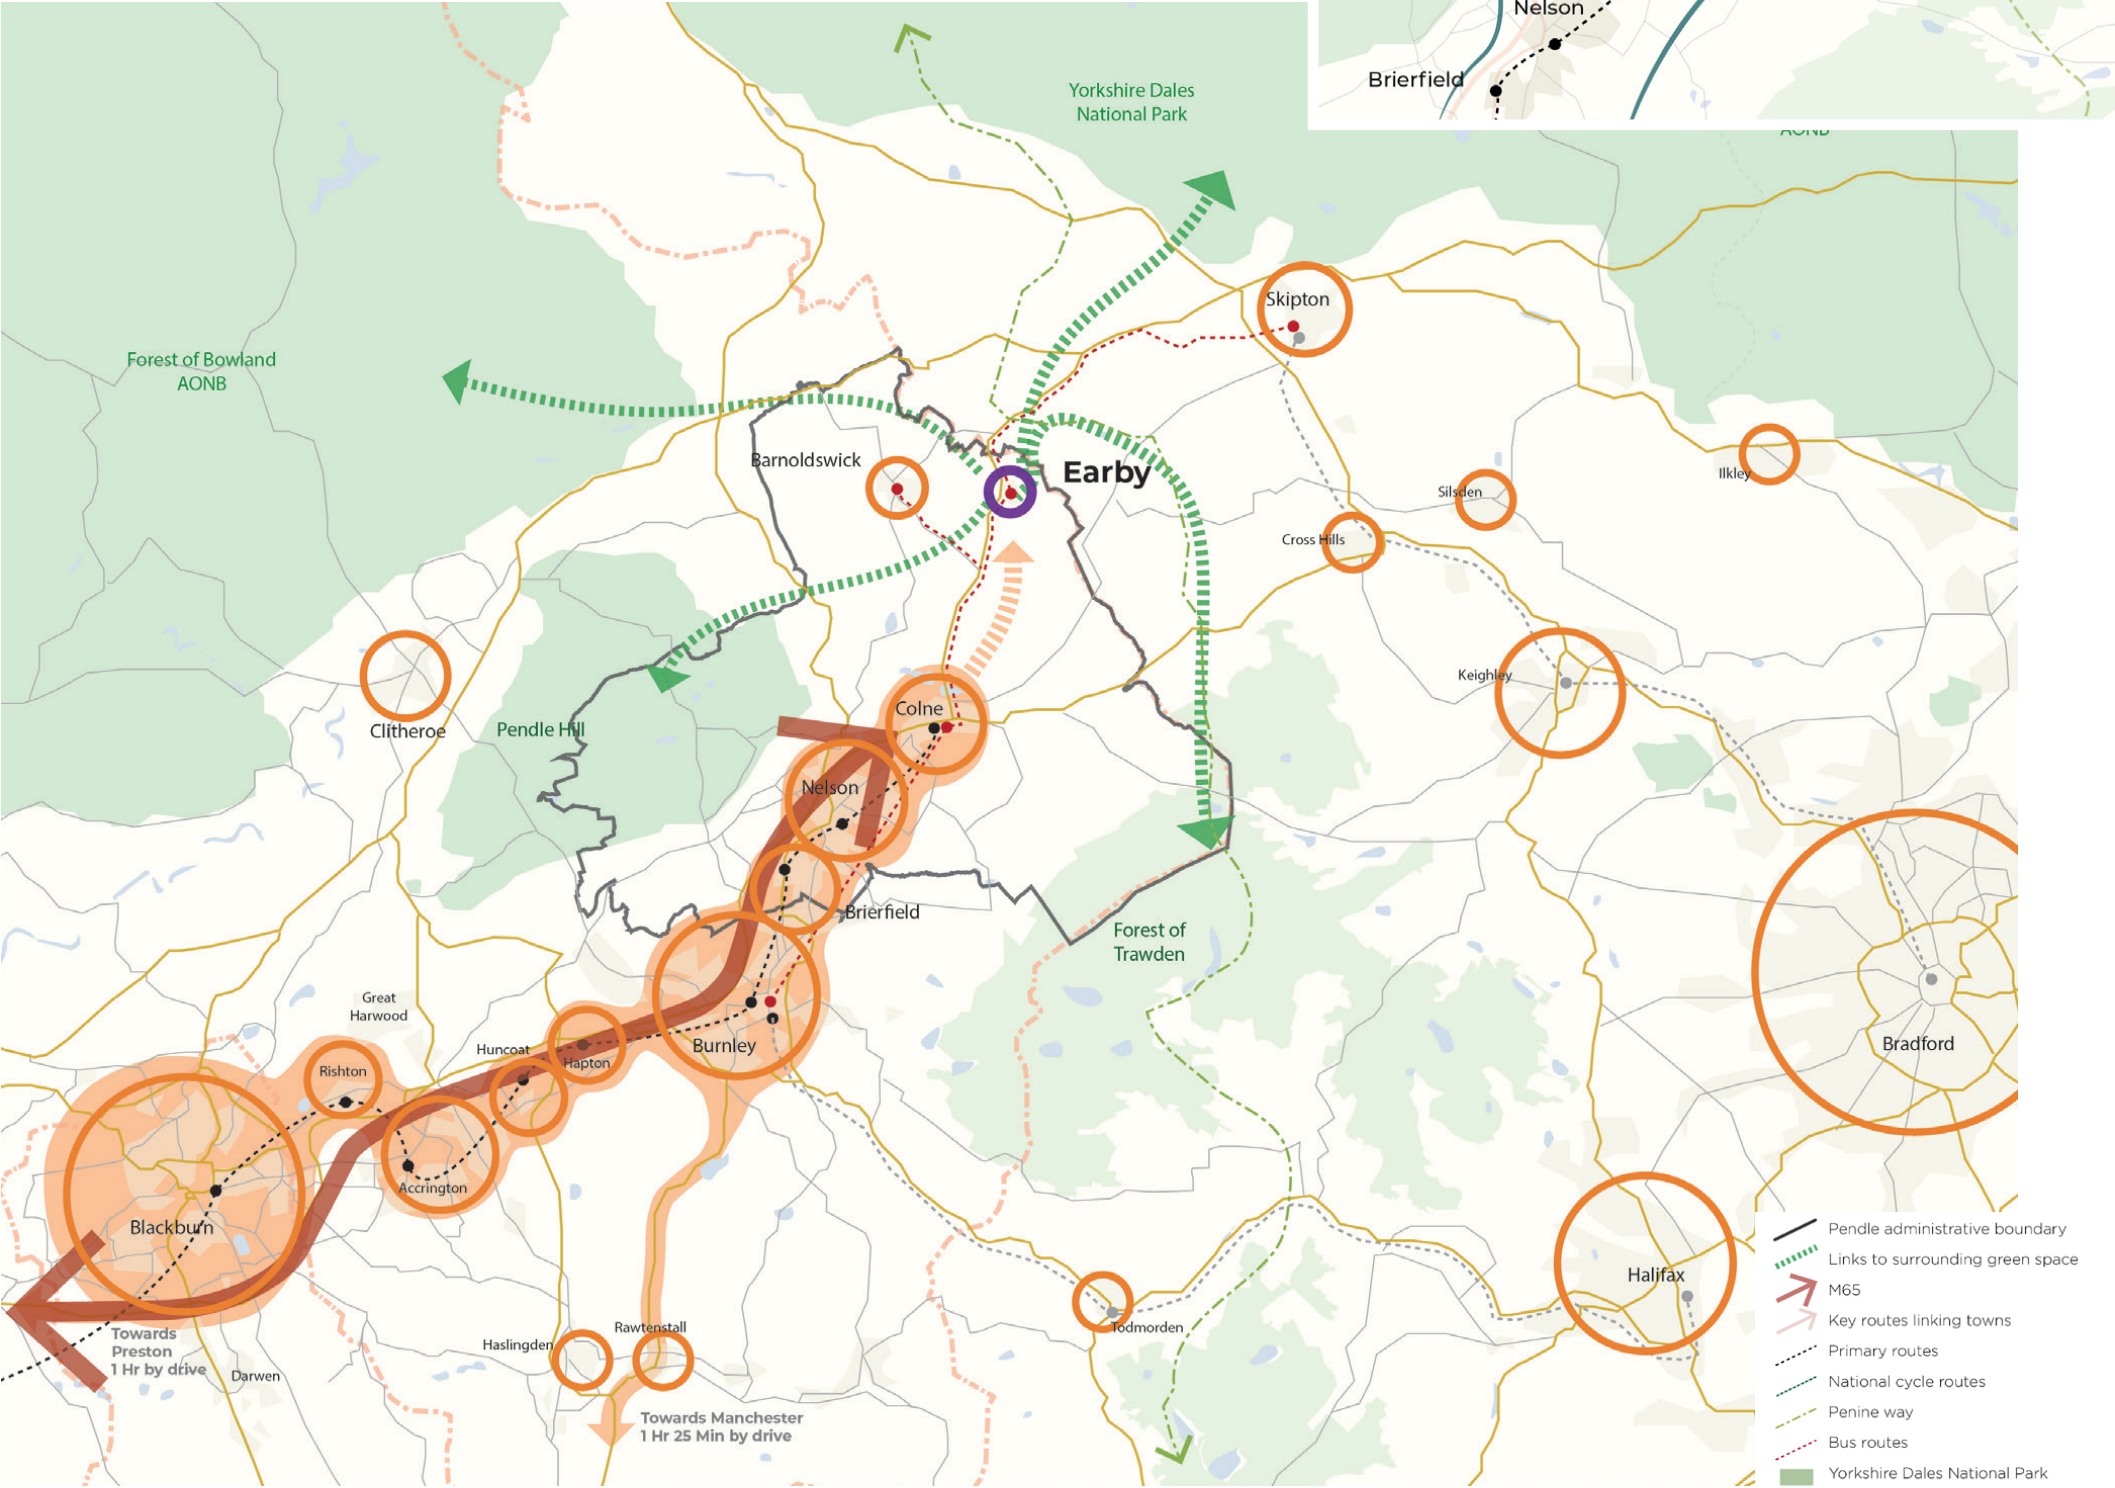 Nelson
Brierfield
Yorkshire Dales
National Park
AONB
Skipton
Forest of Bowland
AONB
Barnoldswick
Earby
Ilkley
Silsden
Cross Hills
Clitheroe
Pendle Hill
Keighley
Colne
Nelson
Brierfield
Forest of
Trawden
Great
Harwood
Huncoat
Hapton
Burnley
Bradford
Rishton
Accrington
Blackburn
Halifax
Towards
Preston
1 Hr by drive
Darwen
Haslingden
Rawtenstall
Todmorden
Towards Manchester
1 Hr 25 Min by drive
Pendle administrative boundary
Links to surrounding green space
M65
Key routes linking towns
Primary routes
National cycle routes
Penine way
Bus routes
Yorkshire Dales National Park